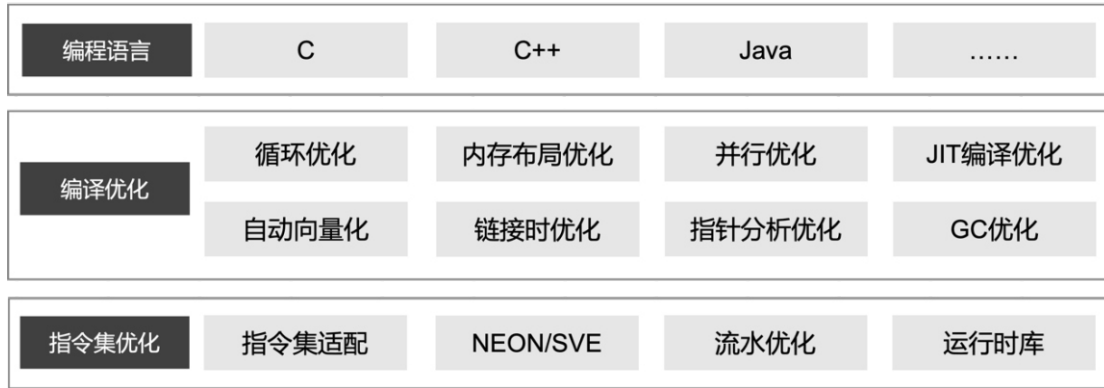 编程语言 C C++ Java ……
循环优化 内存布局优化 并行优化 JIT编译优化
编译优化
自动向量化 链接时优化 指针分析优化 GC优化
指令集优化 指令集适配 NEON/SVE 流水优化 运行时库